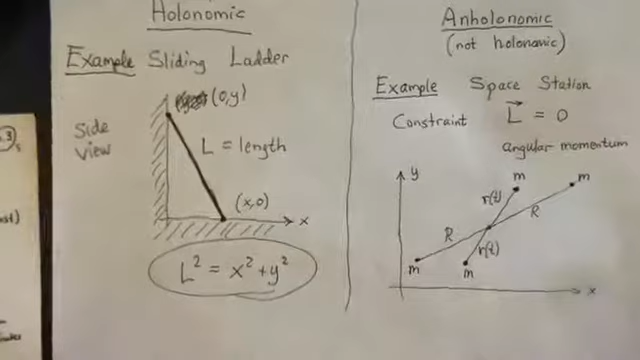 Holonomic
Example Sliding Ladder
Side
view
(0,y)
L = length
(x,0)
x
L² = x² + y²
Anholonomic
(not holonomic)
Example Space Station
Constraint L⃗ = 0
angular momentum
y
m
m
r(t)
R
R
r(t)
m
m
x